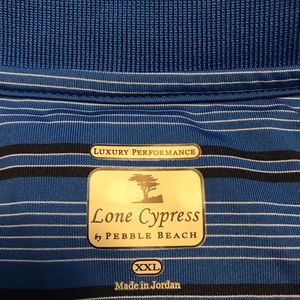 LUXURY PERFORMANCE
Lone Cypress
by PEBBLE BEACH
XXL
Made in Jordan